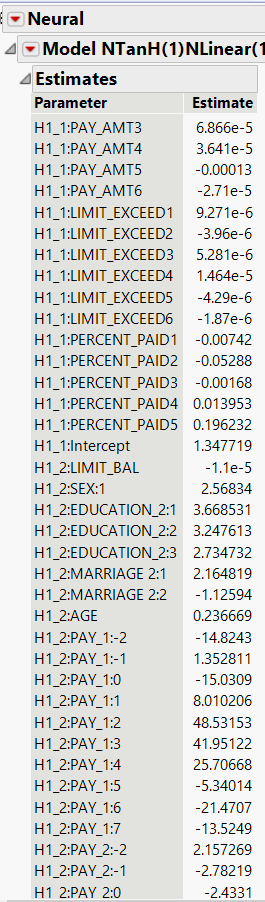 Neural
Model NTanH(1)NLinear(1
Estimates
Parameter Estimate
H1_1:PAY_AMT3 6.866e-5
H1_1:PAY_AMT4 3.641e-5
H1_1:PAY_AMT5 -0.00013
H1_1:PAY_AMT6 -2.71e-5
H1_1:LIMIT_EXCEED1 9.271e-6
H1_1:LIMIT_EXCEED2 -3.96e-6
H1_1:LIMIT_EXCEED3 5.281e-6
H1_1:LIMIT_EXCEED4 1.464e-5
H1_1:LIMIT_EXCEED5 -4.29e-6
H1_1:LIMIT_EXCEED6 -1.87e-6
H1_1:PERCENT_PAID1 -0.00742
H1_1:PERCENT_PAID2 -0.05288
H1_1:PERCENT_PAID3 -0.00168
H1_1:PERCENT_PAID4 0.013953
H1_1:PERCENT_PAID5 0.196232
H1_1:Intercept 1.347719
H1_2:LIMIT_BAL -1.1e-5
H1_2:SEX:1 2.56834
H1_2:EDUCATION_2:1 3.668531
H1_2:EDUCATION_2:2 3.247613
H1_2:EDUCATION_2:3 2.734732
H1_2:MARRIAGE 2:1 2.164819
H1_2:MARRIAGE 2:2 -1.12594
H1_2:AGE 0.236669
H1_2:PAY_1:-2 -14.8243
H1_2:PAY_1:-1 1.352811
H1_2:PAY_1:0 -15.0309
H1_2:PAY_1:1 8.010206
H1_2:PAY_1:2 48.53153
H1_2:PAY_1:3 41.95122
H1_2:PAY_1:4 25.70668
H1_2:PAY_1:5 -5.34014
H1_2:PAY_1:6 -21.4707
H1_2:PAY_1:7 -13.5249
H1_2:PAY_2:-2 2.157269
H1_2:PAY_2:-1 -2.78219
H1_2:PAY_2:0 -2.4331